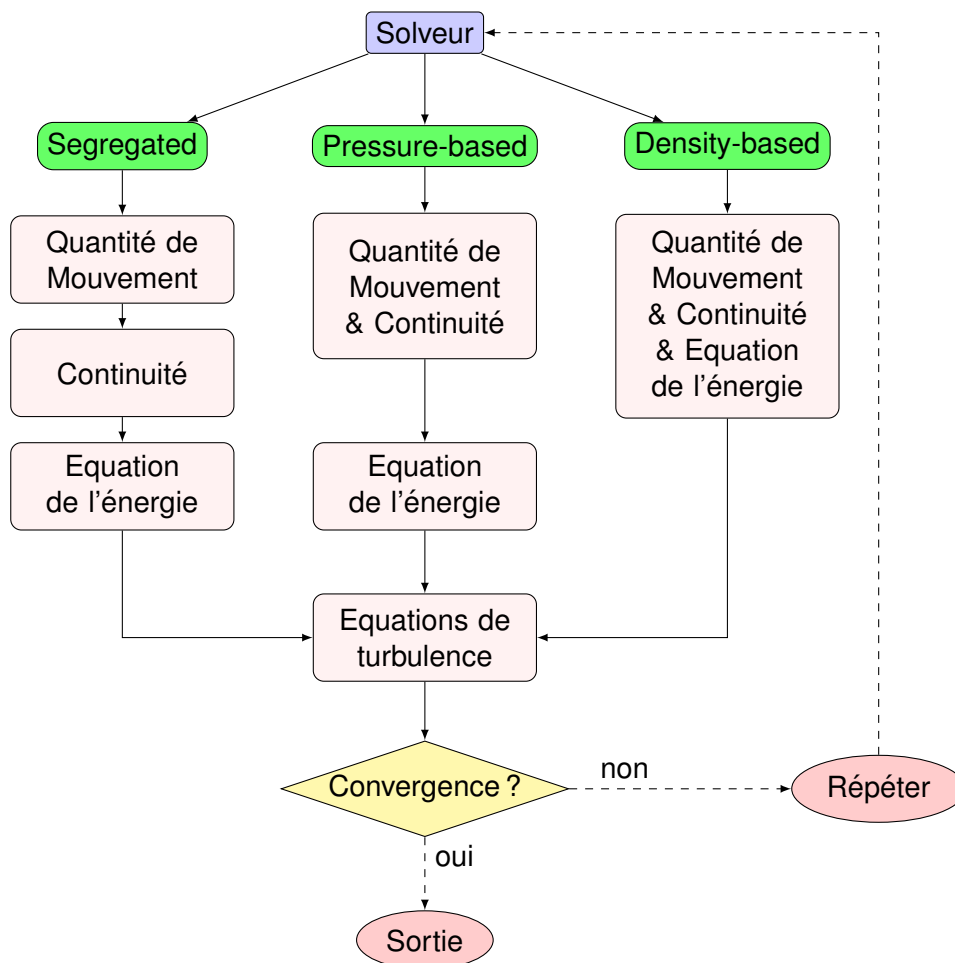 Solveur
Segregated
Pressure-based
Density-based
Quantité de
Mouvement
Quantité de
Mouvement
& Continuité
Quantité de
Mouvement
& Continuité
& Equation
de l'énergie
Continuité
Equation
de l'énergie
Equation
de l'énergie
Equations de
turbulence
Convergence ?
non
Répéter
oui
Sortie